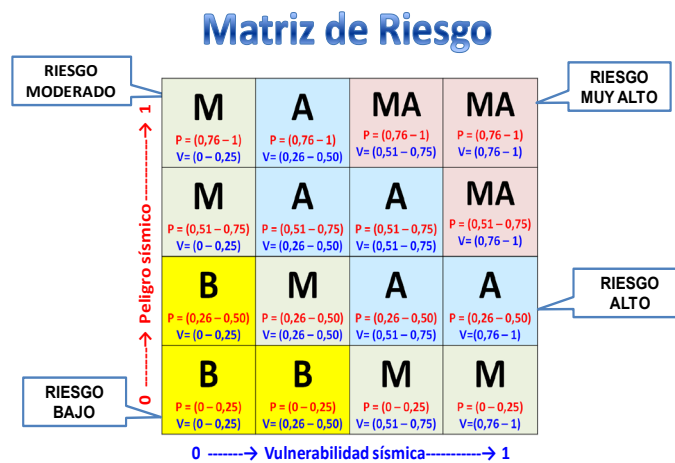 Matriz de Riesgo
RIESGO
MODERADO
RIESGO
MUY ALTO
M
P = (0,76 – 1)
V= (0 – 0,25)
A
P = (0,76 – 1)
V= (0,26 – 0,50)
MA
P = (0,76 – 1)
V= (0,51 – 0,75)
MA
P = (0,76 – 1)
V= (0,76 – 1)
M
P = (0,51 – 0,75)
V= (0 – 0,25)
A
P = (0,51 – 0,75)
V= (0,26 – 0,50)
A
P = (0,51 – 0,75)
V= (0,51 – 0,75)
MA
P = (0,51 – 0,75)
V= (0,76 – 1)
B
P = (0,26 – 0,50)
V= (0 – 0,25)
M
P = (0,26 – 0,50)
V= (0,26 – 0,50)
A
P = (0,26 – 0,50)
V= (0,51 – 0,75)
A
P = (0,26 – 0,50)
V=(0,76 – 1)
RIESGO
ALTO
B
P = (0 – 0,25)
V= (0 – 0,25)
B
P = (0 – 0,25)
V= (0,26 – 0,50)
M
P = (0 – 0,25)
V= (0,51 – 0,75)
M
P = (0 – 0,25)
V=(0,76 – 1)
RIESGO
BAJO
0 -----→ Peligro sísmico -----------→ 1
0 -------→ Vulnerabilidad sísmica-----------→ 1